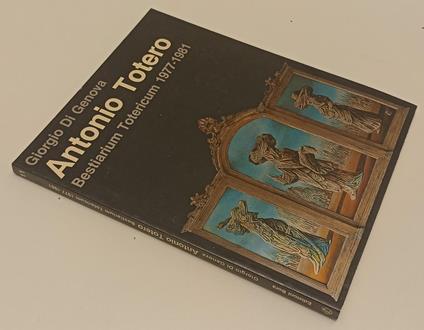 Giorgio Di Genova
Antonio Totero
Bestiarium Totericum 1977-1981
Giorgio Di Genova Antonio Totero Bestiarium Totericum 1977-1981 Edizioni Bora